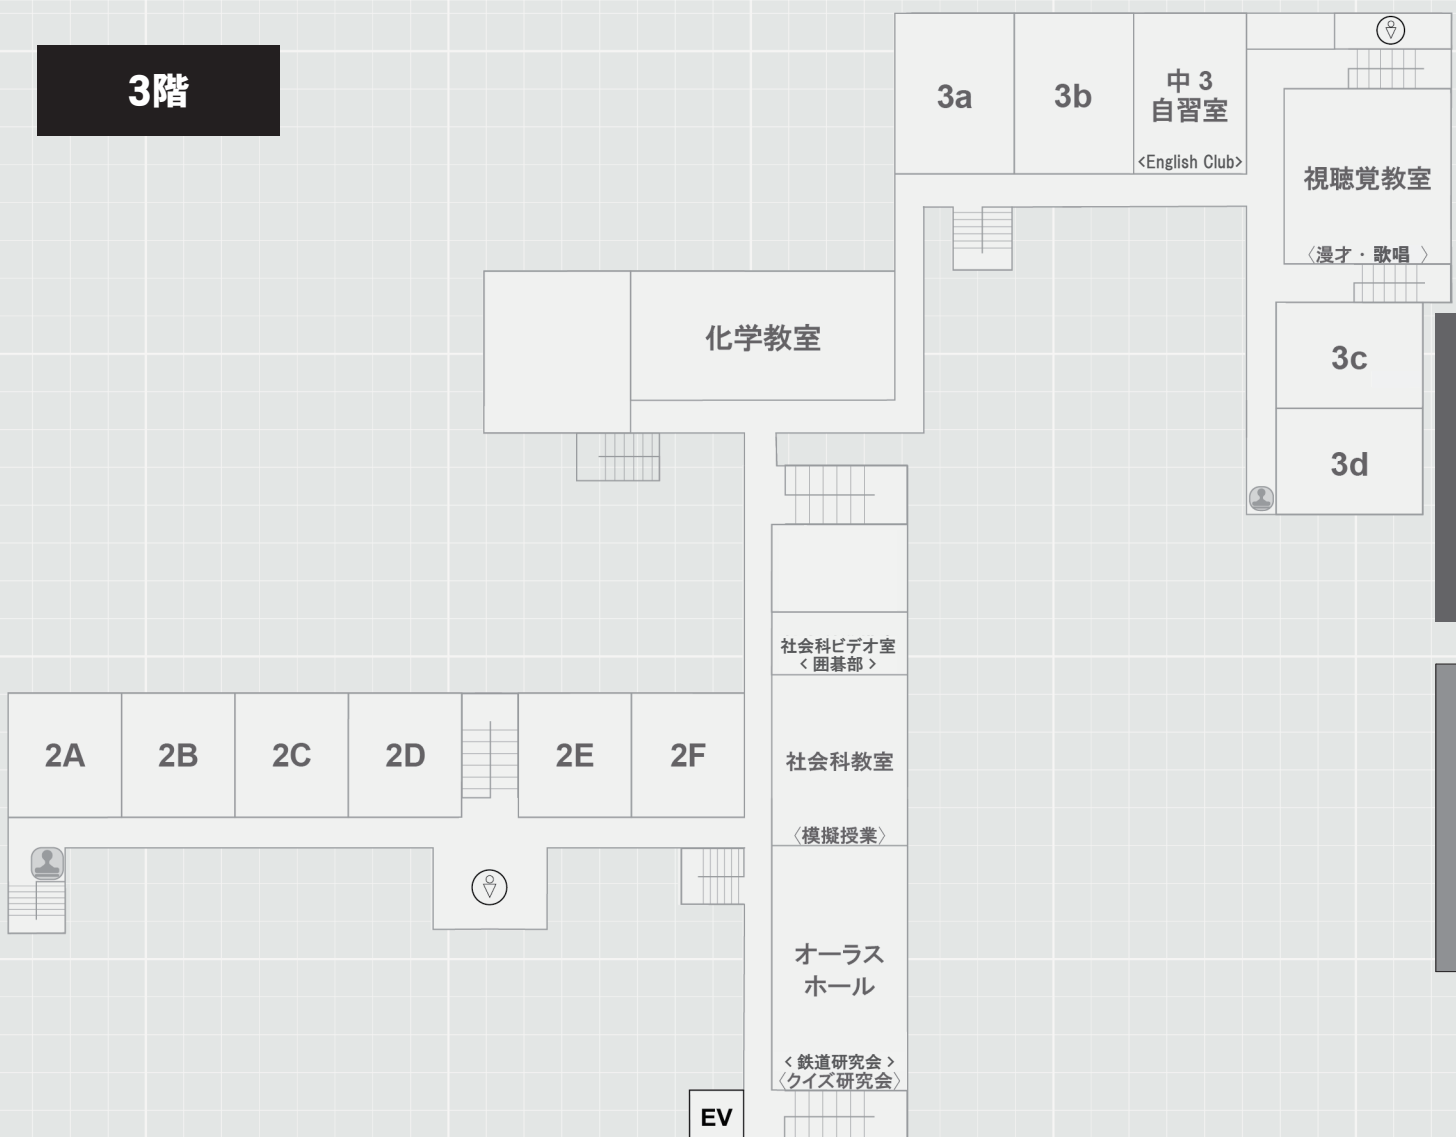 3階
3a
3b
中 3
自習室
<English Club>
視聴覚教室
〈漫才・歌唱 〉
化学教室
3c
3d
社会科ビデオ室
< 囲碁部 >
2A
2B
2C
2D
2E
2F
社会科教室
〈模擬授業〉
オーラス
ホール
< 鉄道研究会 >
〈クイズ研究会〉
EV